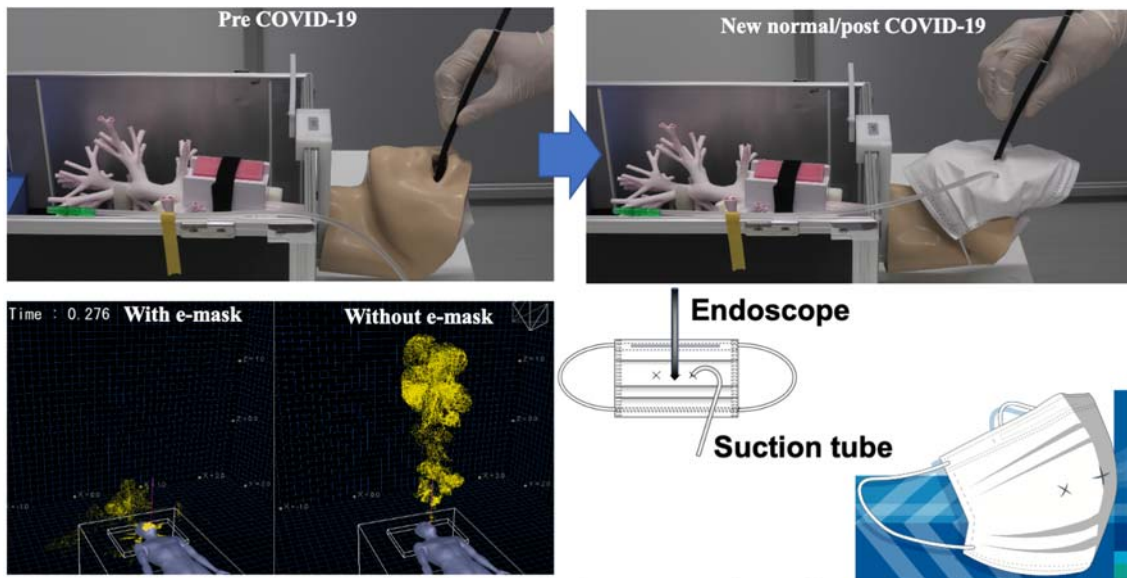 Pre COVID-19
New normal/post COVID-19
Time : 0.276
With e-mask
Without e-mask
Endoscope
Suction tube